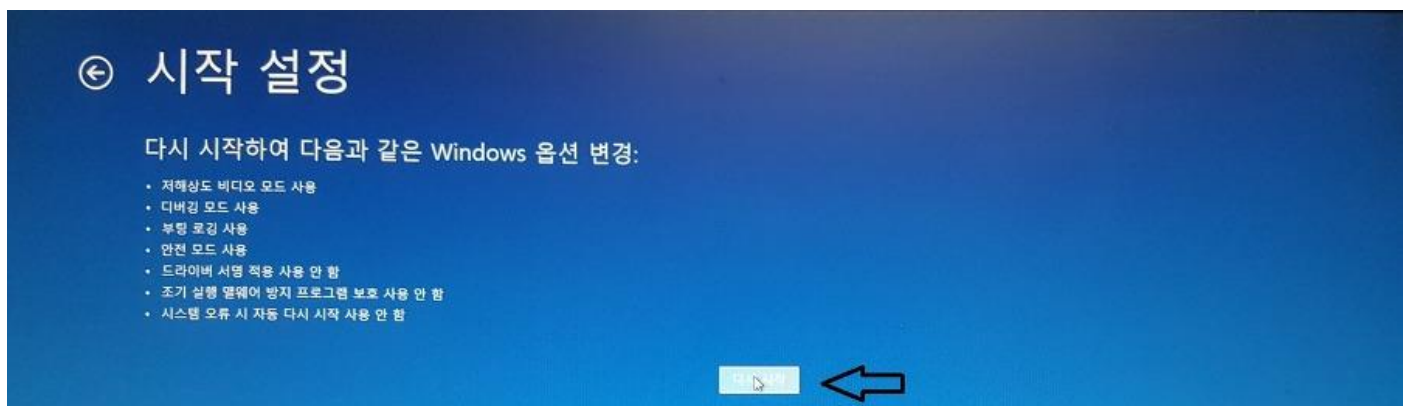 시작 설정
다시 시작하여 다음과 같은 Windows 옵션 변경:
• 저해상도 비디오 모드 사용
• 디버깅 모드 사용
• 부팅 로깅 사용
• 안전 모드 사용
• 드라이버 서명 적용 사용 안 함
• 조기 실행 맬웨어 방지 프로그램 보호 사용 안 함
• 시스템 오류 시 자동 다시 시작 사용 안 함